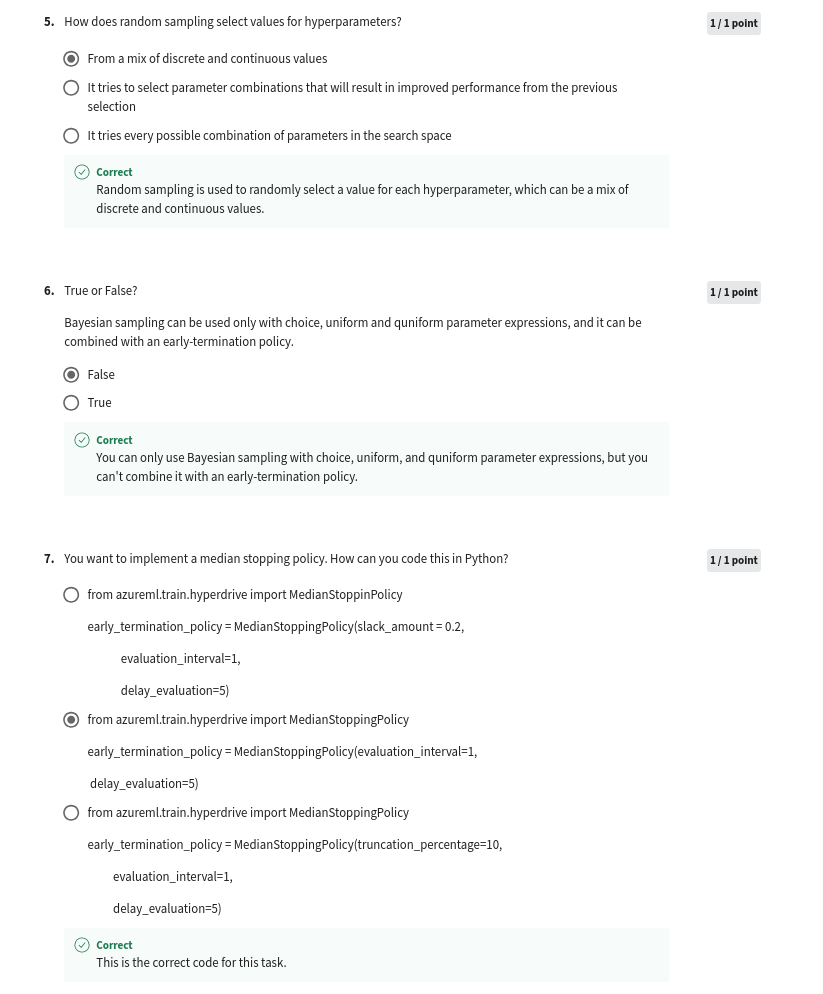 5. How does random sampling select values for hyperparameters?
1 / 1 point
From a mix of discrete and continuous values
It tries to select parameter combinations that will result in improved performance from the previous
selection
It tries every possible combination of parameters in the search space
Correct
Random sampling is used to randomly select a value for each hyperparameter, which can be a mix of
discrete and continuous values.
6. True or False?
1 / 1 point
Bayesian sampling can be used only with choice, uniform and quniform parameter expressions, and it can be
combined with an early-termination policy.
False
True
Correct
You can only use Bayesian sampling with choice, uniform, and quniform parameter expressions, but you
can't combine it with an early-termination policy.
7. You want to implement a median stopping policy. How can you code this in Python?
1 / 1 point
from azureml.train.hyperdrive import MedianStoppinPolicy
early_termination_policy = MedianStoppingPolicy(slack_amount = 0.2,
evaluation_interval=1,
delay_evaluation=5)
from azureml.train.hyperdrive import MedianStoppingPolicy
early_termination_policy = MedianStoppingPolicy(evaluation_interval=1,
delay_evaluation=5)
from azureml.train.hyperdrive import MedianStoppingPolicy
early_termination_policy = MedianStoppingPolicy(truncation_percentage=10,
evaluation_interval=1,
delay_evaluation=5)
Correct
This is the correct code for this task.